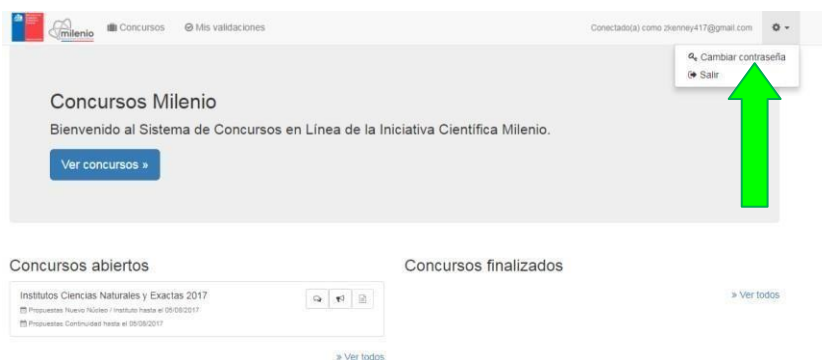 milenio
Concursos
Mis validaciones
Conectado(a) como zkenney417@gmail.com
Cambiar contraseña
Salir
Concursos Milenio
Bienvenido al Sistema de Concursos en Línea de la Iniciativa Científica Milenio.
Ver concursos »
Concursos abiertos
Institutos Ciencias Naturales y Exactas 2017
Propuestas Nuevo Núcleo / Instituto hasta el 05/08/2017
Propuestas Continuidad hasta el 05/08/2017
» Ver todos
Concursos finalizados
» Ver todos